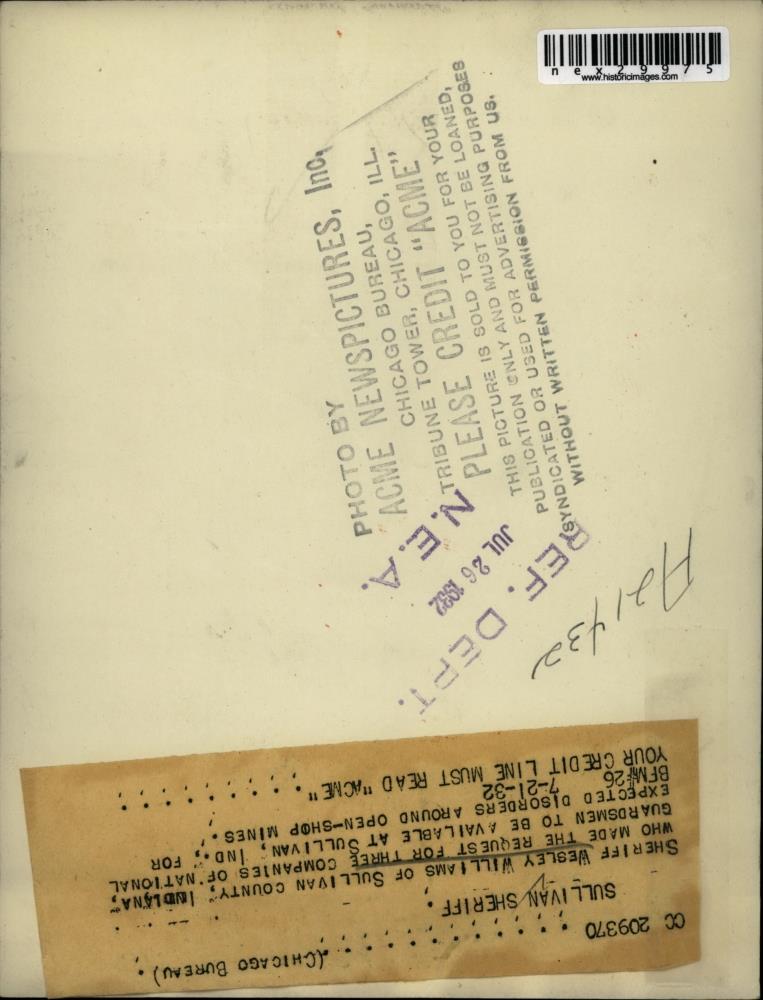 nex29975
www.historicimages.com
PHOTO BY
ACME NEWSPICTURES, Inc.
CHICAGO BUREAU,
CHICAGO, ILL.
TRIBUNE TOWER, CHICAGO,
PLEASE CREDIT "ACME"
THIS PICTURE IS SOLD TO YOU FOR YOUR
PUBLICATION ONLY AND MUST NOT BE LOANED,
SYNDICATED OR USED FOR ADVERTISING PURPOSES
WITHOUT WRITTEN PERMISSION FROM US.
N.E.A.
JUL 26 1932
REF. DEPT.
A21432
(CHICAGO BUREAU)
CC 209370
SULLIVAN SHERIFF
SHERIFF WESLEY WILLIAMS OF SULLIVAN COUNTY, INDIANA,
WHO MADE THE REQUEST FOR THREE COMPANIES OF NATIONAL
GUARDSMEN TO BE AVAILABLE AT SULLIVAN, IND., FOR
EXPECTED DISORDERS AROUND OPEN-SHOP MINES.
BFM#26 7-21-32
YOUR CREDIT LINE MUST READ "ACME"